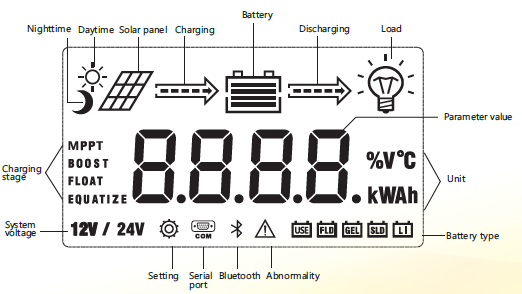 Battery
Nighttime Daytime Solar panel Charging Discharging Load
Parameter value
MPPT
BOOST
FLOAT
EQUATIZE
Charging
stage
8.8.8.8.
%V°C
kWAh
Unit
System
voltage
12V / 24V
COM
USE FLD GEL SLD LI
Battery type
Setting Serial
port Bluetooth Abnormality